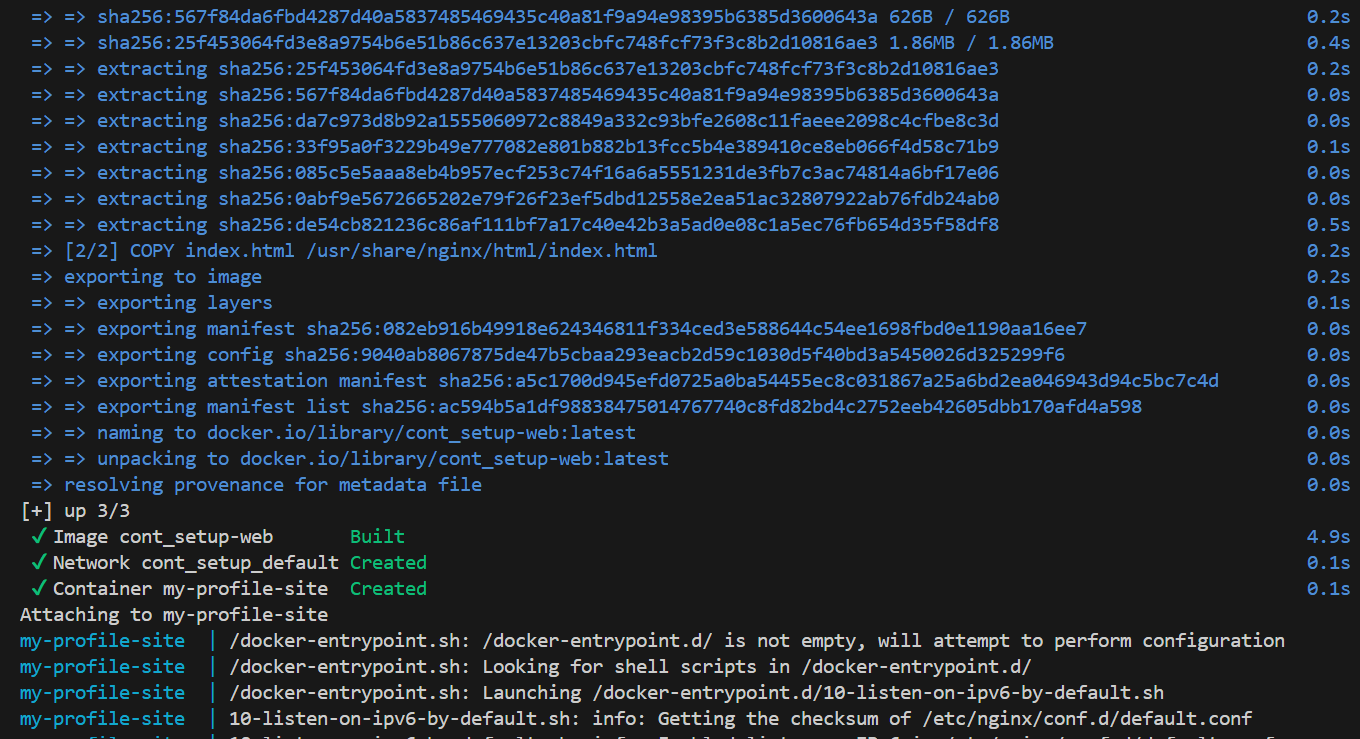 => => sha256:567f84da6fbd4287d40a5837485469435c40a81f9a94e98395b6385d3600643a 626B / 626B 0.2s
=> => sha256:25f453064fd3e8a9754b6e51b86c637e13203cbfc748fcf73f3c8b2d10816ae3 1.86MB / 1.86MB 0.4s
=> => extracting sha256:25f453064fd3e8a9754b6e51b86c637e13203cbfc748fcf73f3c8b2d10816ae3 0.2s
=> => extracting sha256:567f84da6fbd4287d40a5837485469435c40a81f9a94e98395b6385d3600643a 0.0s
=> => extracting sha256:da7c973d8b92a1555060972c8849a332c93bfe2608c11faeee2098c4cfbe8c3d 0.0s
=> => extracting sha256:33f95a0f3229b49e777082e801b882b13fcc5b4e389410ce8eb066f4d58c71b9 0.1s
=> => extracting sha256:085c5e5aaa8eb4b957ecf253c74f16a6a5551231de3fb7c3ac74814a6bf17e06 0.0s
=> => extracting sha256:0abf9e5672665202e79f26f23ef5dbd12558e2ea51ac32807922ab76fdb24ab0 0.0s
=> => extracting sha256:de54cb821236c86af111bf7a17c40e42b3a5ad0e08c1a5ec76fb654d35f58df8 0.5s
=> [2/2] COPY index.html /usr/share/nginx/html/index.html 0.2s
=> exporting to image 0.2s
=> => exporting layers 0.1s
=> => exporting manifest sha256:082eb916b49918e624346811f334ced3e588644c54ee1698fbd0e1190aa16ee7 0.0s
=> => exporting config sha256:9040ab8067875de47b5cbaa293eacb2d59c1030d5f40bd3a5450026d325299f6 0.0s
=> => exporting attestation manifest sha256:a5c1700d945efd0725a0ba54455ec8c031867a25a6bd2ea046943d94c5bc7c4d 0.0s
=> => exporting manifest list sha256:ac594b5a1df98838475014767740c8fd82bd4c2752eeb42605dbb170afd4a598 0.0s
=> => naming to docker.io/library/cont_setup-web:latest 0.0s
=> => unpacking to docker.io/library/cont_setup-web:latest 0.0s
=> resolving provenance for metadata file 0.0s
[+] up 3/3
✓ Image cont_setup-web Built 4.9s
✓ Network cont_setup_default Created 0.1s
✓ Container my-profile-site Created 0.1s
Attaching to my-profile-site
my-profile-site | /docker-entrypoint.sh: /docker-entrypoint.d/ is not empty, will attempt to perform configuration
my-profile-site | /docker-entrypoint.sh: Looking for shell scripts in /docker-entrypoint.d/
my-profile-site | /docker-entrypoint.sh: Launching /docker-entrypoint.d/10-listen-on-ipv6-by-default.sh
my-profile-site | 10-listen-on-ipv6-by-default.sh: info: Getting the checksum of /etc/nginx/conf.d/default.conf